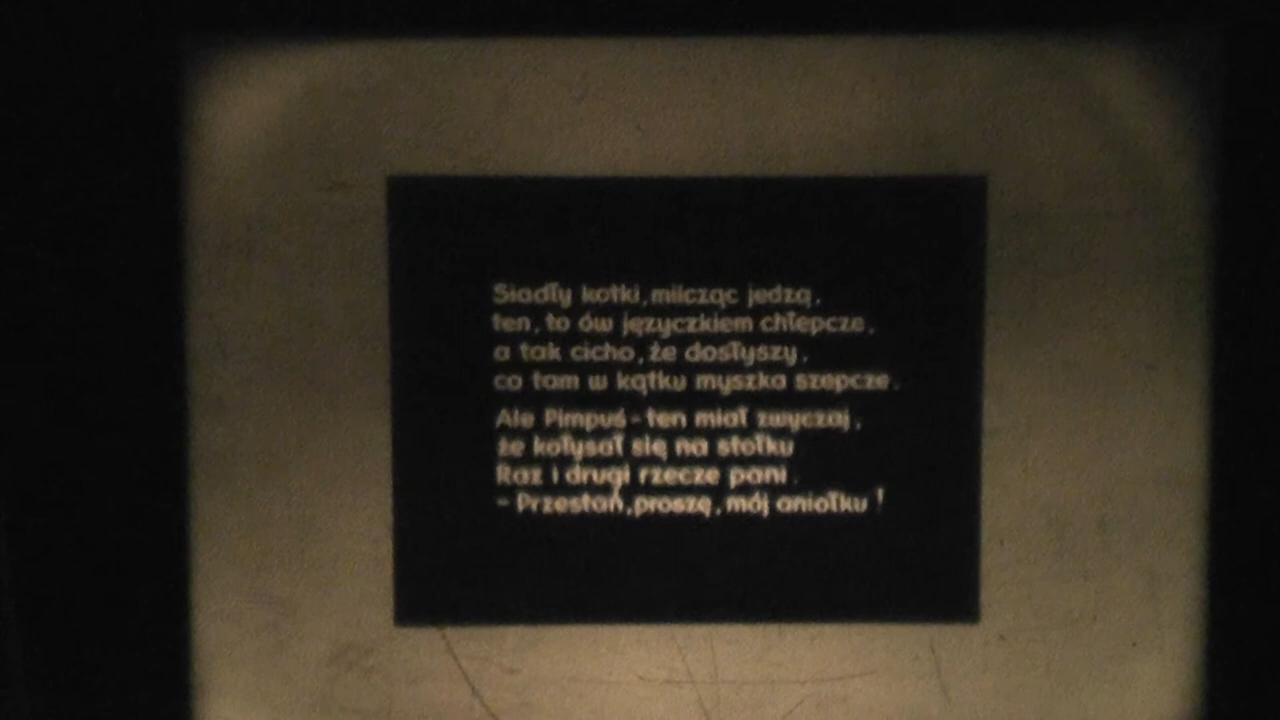 Siadły kotki, milcząc jedzą,
ten, to ów języczkiem chłepcze,
a tak cicho, że dosłyszy,
co tam w kątku myszka szepcze.
Ale Pimpuś - ten miał zwyczaj,
że kołysał się na stołku
Raz i drugi rzecze pani.
- Przestań, proszę, mój aniołku !